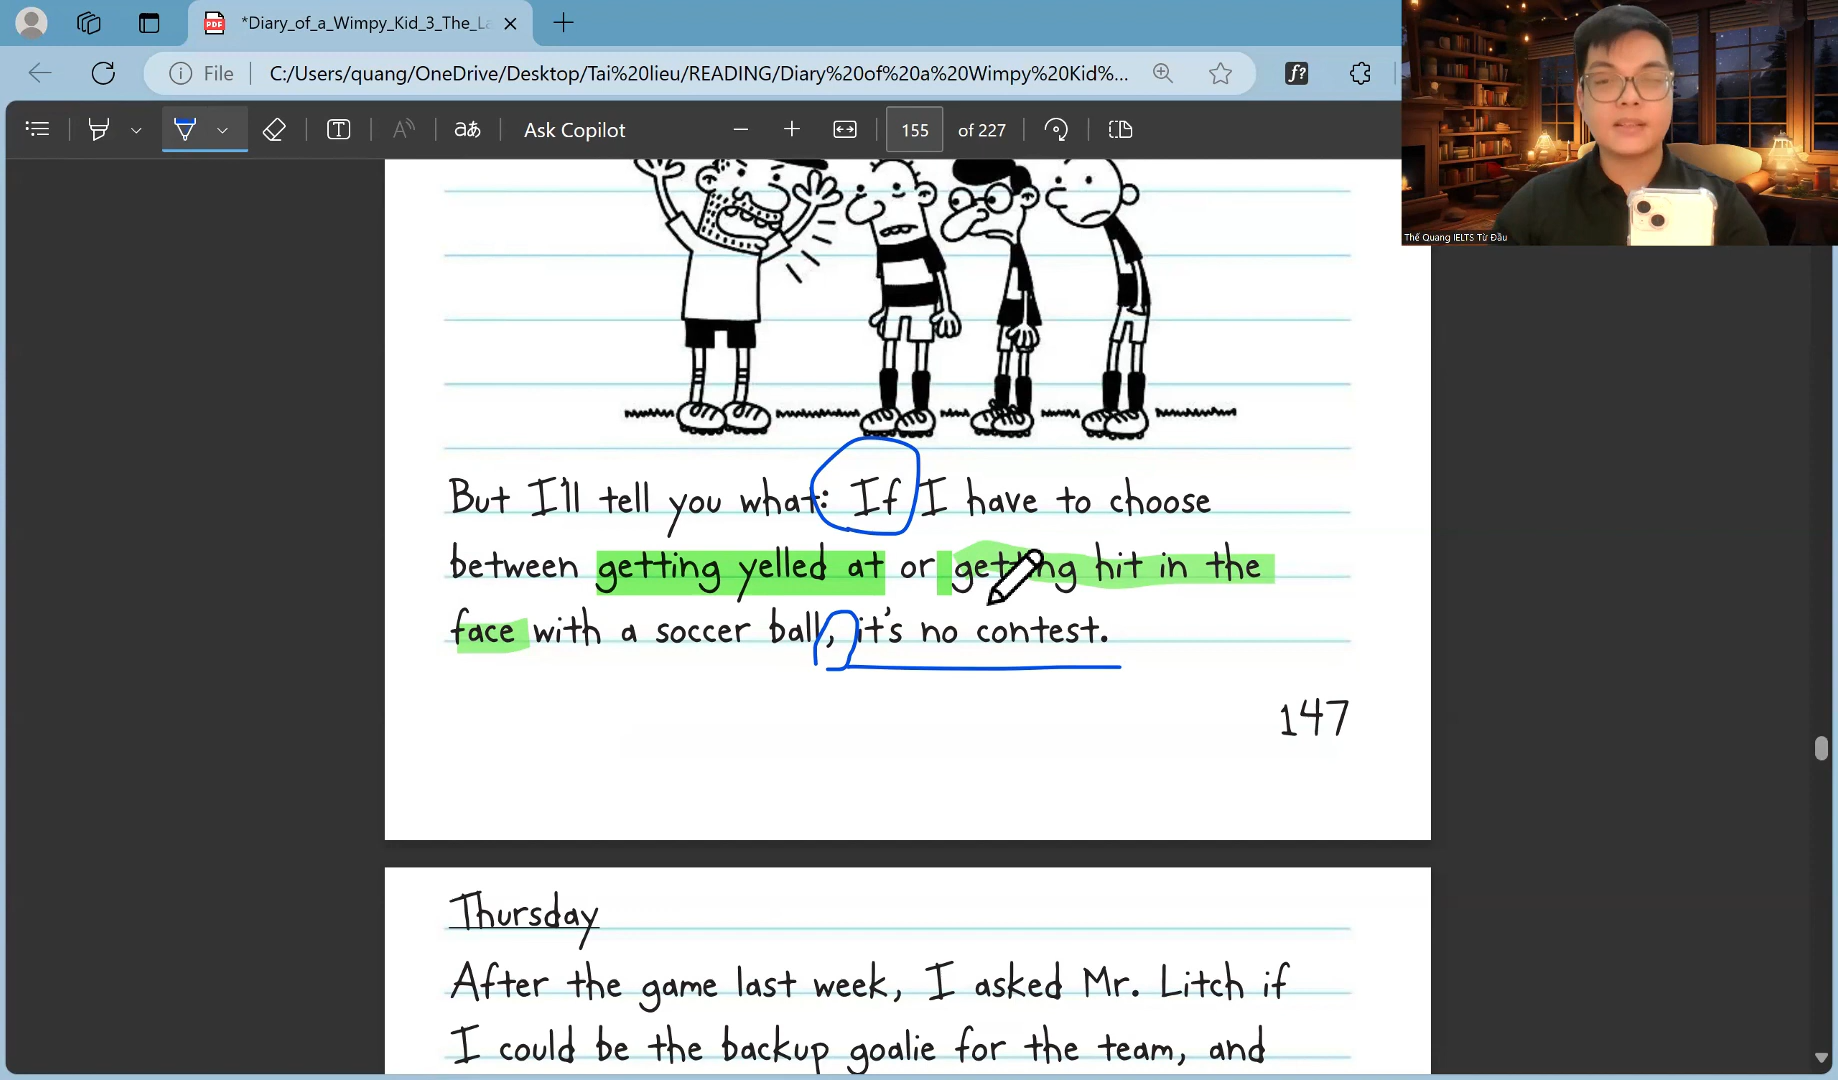 *Diary_of_a_Wimpy_Kid_3_The_La
File
C:/Users/quang/OneDrive/Desktop/Tai%20lieu/READING/Diary%20of%20a%20Wimpy%20Kid%...
Ask Copilot
155 of 227
Thế Quang IELTS Từ Đầu
But I'll tell you what: If I have to choose
between getting yelled at or getting hit in the
face with a soccer ball, it's no contest.
147
Thursday
After the game last week, I asked Mr. Litch if
I could be the backup goalie for the team, and